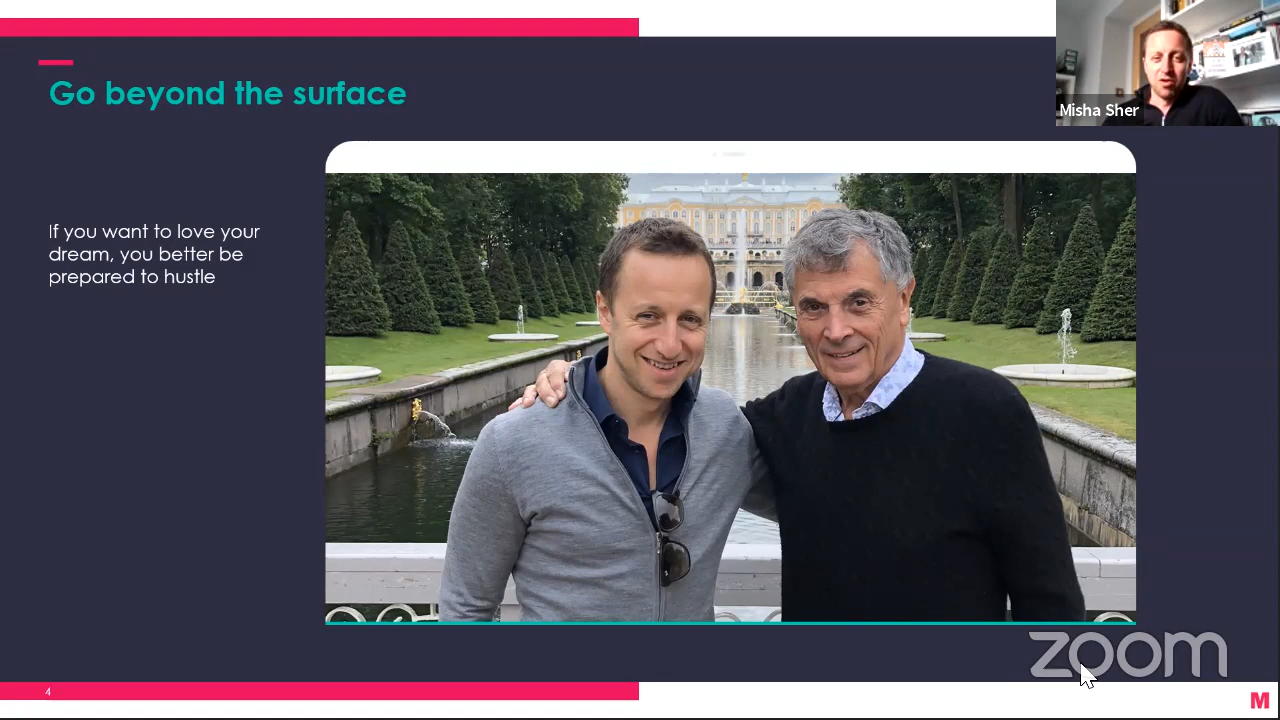 Go beyond the surface
Misha Sher
If you want to love your
dream, you better be
prepared to hustle
zoom
4
M